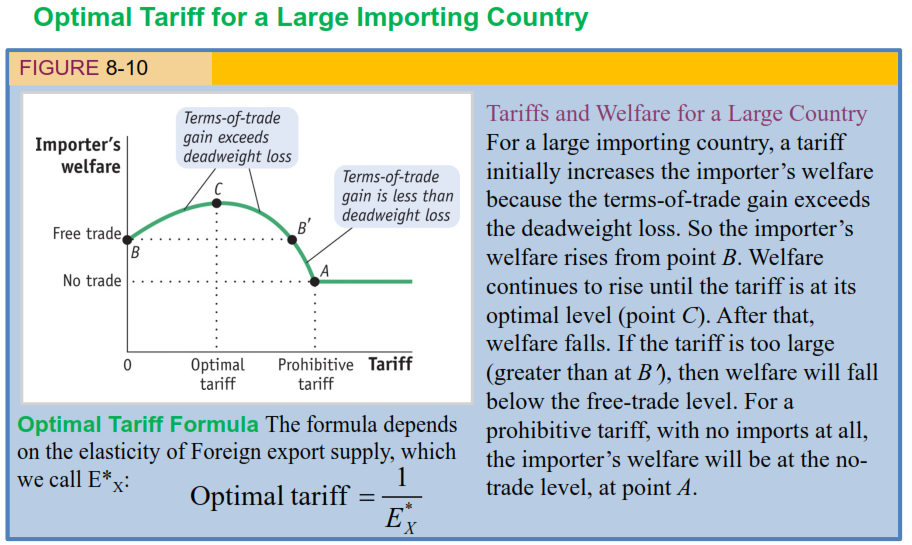 Optimal Tariff for a Large Importing Country
FIGURE 8-10
Importer's
welfare
Terms-of-trade
gain exceeds
deadweight loss
Terms-of-trade
gain is less than
deadweight loss
C
Free trade
B
B′
No trade
A
0
Optimal
tariff
Prohibitive
tariff
Tariff
Tariffs and Welfare for a Large Country
For a large importing country, a tariff
initially increases the importer's welfare
because the terms-of-trade gain exceeds
the deadweight loss. So the importer's
welfare rises from point B. Welfare
continues to rise until the tariff is at its
optimal level (point C). After that,
welfare falls. If the tariff is too large
(greater than at B′), then welfare will fall
below the free-trade level. For a
prohibitive tariff, with no imports at all,
the importer's welfare will be at the no-
trade level, at point A.
Optimal Tariff Formula The formula depends
on the elasticity of Foreign export supply, which
we call E*X:
Optimal tariff = 1 / E*X